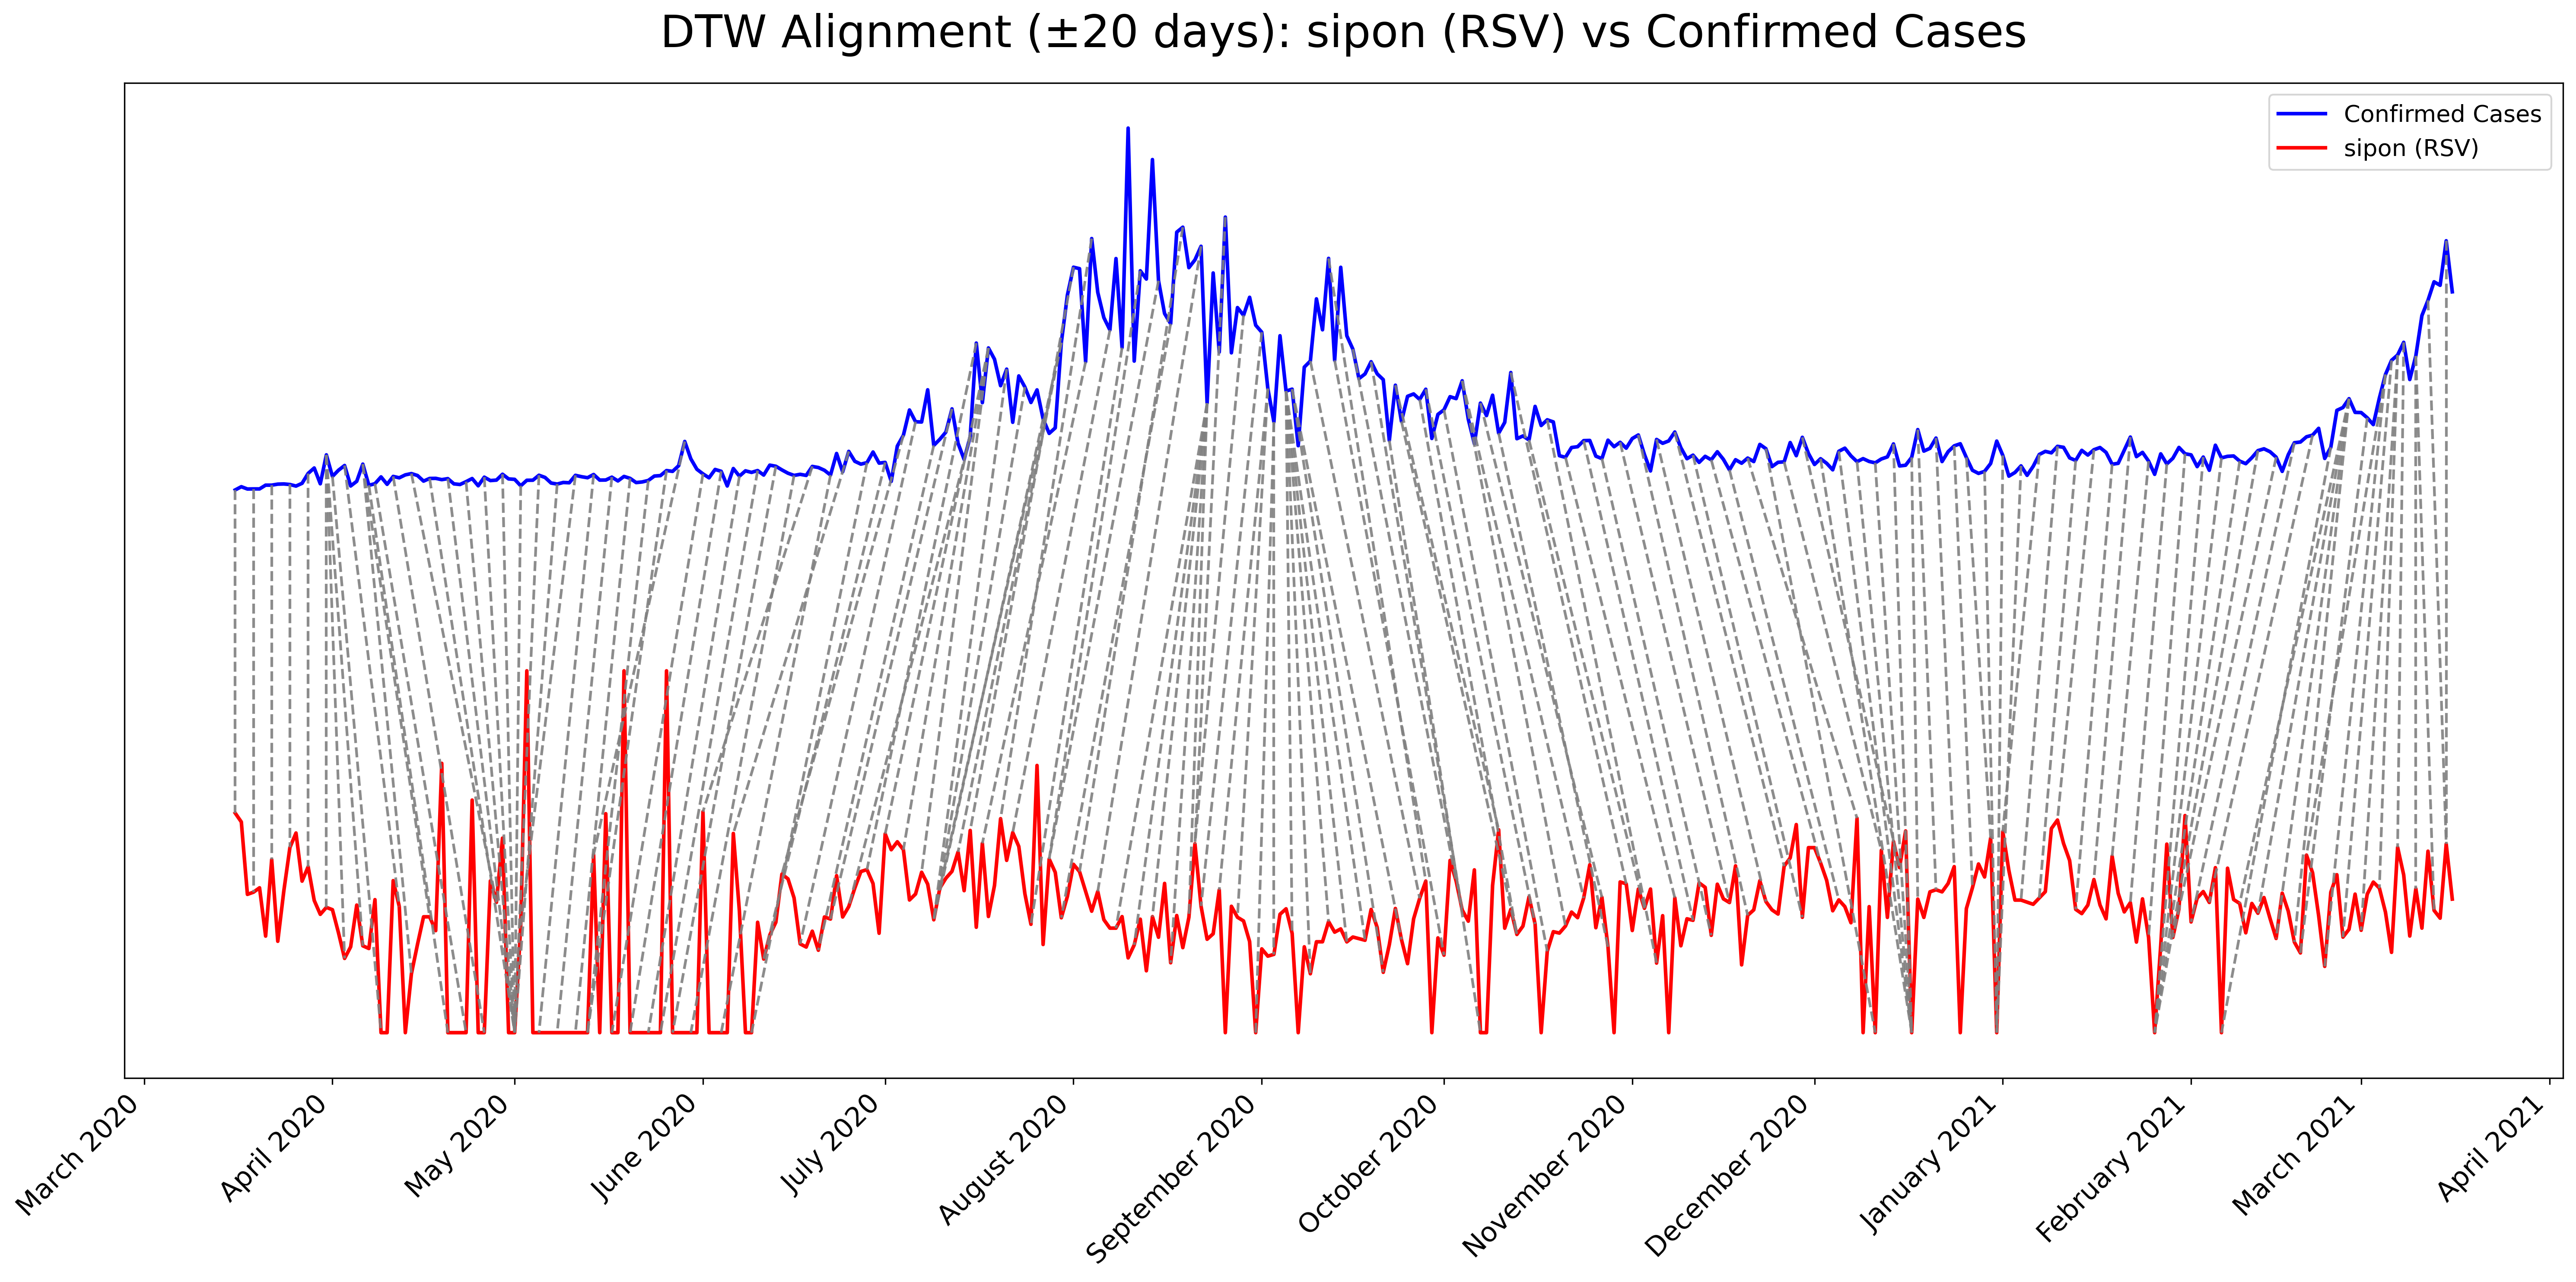 DTW Alignment (±20 days): sipon (RSV) vs Confirmed Cases
Confirmed Cases
sipon (RSV)
March 2020
April 2020
May 2020
June 2020
July 2020
August 2020
September 2020
October 2020
November 2020
December 2020
January 2021
February 2021
March 2021
April 2021